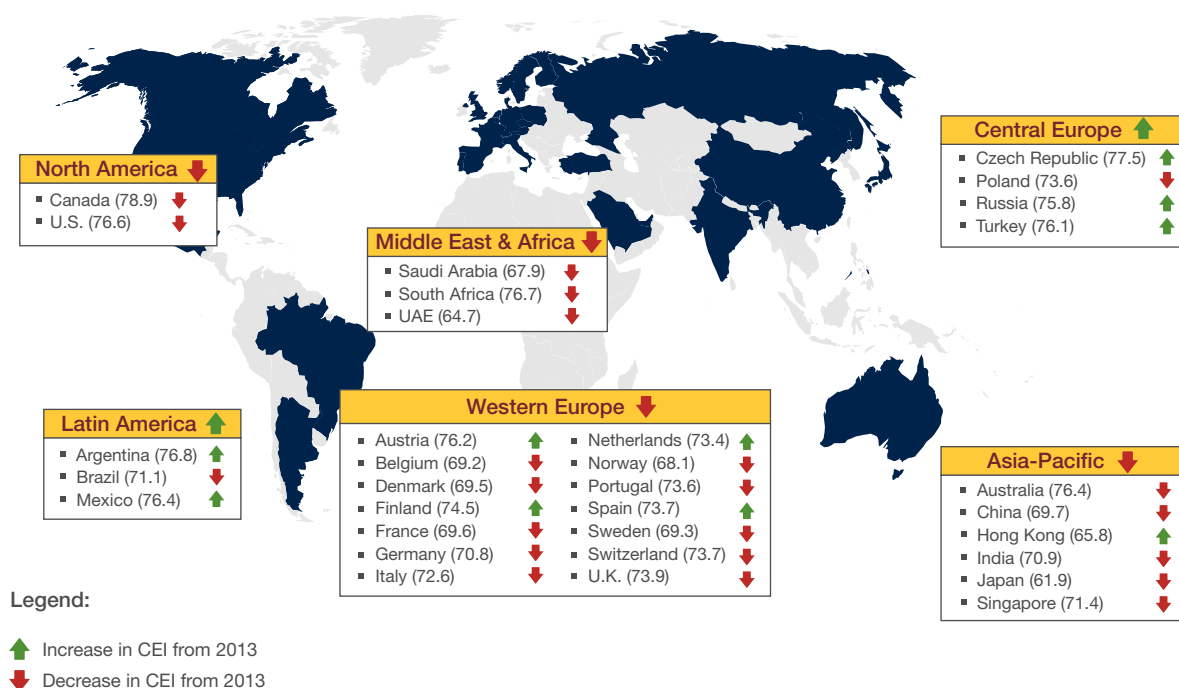 North America
▪ Canada (78.9)
▪ U.S. (76.6)
Central Europe
▪ Czech Republic (77.5)
▪ Poland (73.6)
▪ Russia (75.8)
▪ Turkey (76.1)
Middle East & Africa
▪ Saudi Arabia (67.9)
▪ South Africa (76.7)
▪ UAE (64.7)
Latin America
▪ Argentina (76.8)
▪ Brazil (71.1)
▪ Mexico (76.4)
Western Europe
▪ Austria (76.2)
▪ Belgium (69.2)
▪ Denmark (69.5)
▪ Finland (74.5)
▪ France (69.6)
▪ Germany (70.8)
▪ Italy (72.6)
▪ Netherlands (73.4)
▪ Norway (68.1)
▪ Portugal (73.6)
▪ Spain (73.7)
▪ Sweden (69.3)
▪ Switzerland (73.7)
▪ U.K. (73.9)
Asia-Pacific
▪ Australia (76.4)
▪ China (69.7)
▪ Hong Kong (65.8)
▪ India (70.9)
▪ Japan (61.9)
▪ Singapore (71.4)
Legend:
Increase in CEI from 2013
Decrease in CEI from 2013